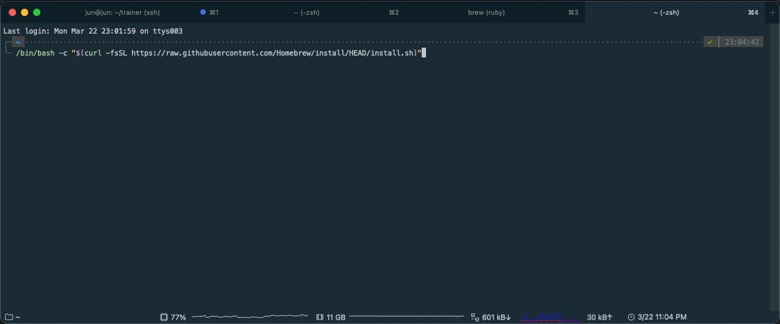 jun@jun: ~/trainer (ssh) ⌘1 ~ (-zsh) ⌘2 brew (ruby) ⌘3 ~ (-zsh) ⌘4 +
Last login: Mon Mar 22 23:01:59 on ttys003
~ ✔ 23:04:42
/bin/bash -c "$(curl -fsSL https://raw.githubusercontent.com/Homebrew/install/HEAD/install.sh)"
~ 77% 11 GB 601 kB↓ 30 kB↑ 3/22 11:04 PM